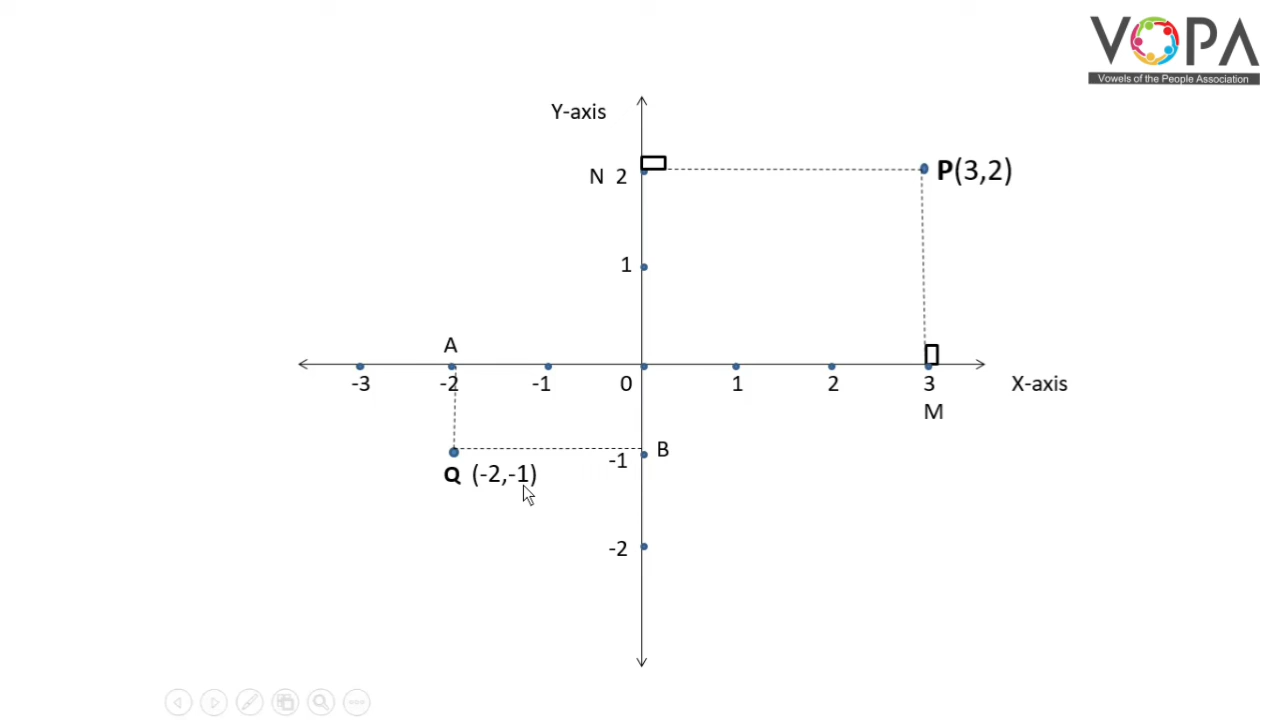 VOPA
Vowels of the People Association
Y-axis
N 2
P(3,2)
1
A
-3 -2 -1 0 1 2 3 X-axis
M
-1 B
Q (-2,-1)
-2